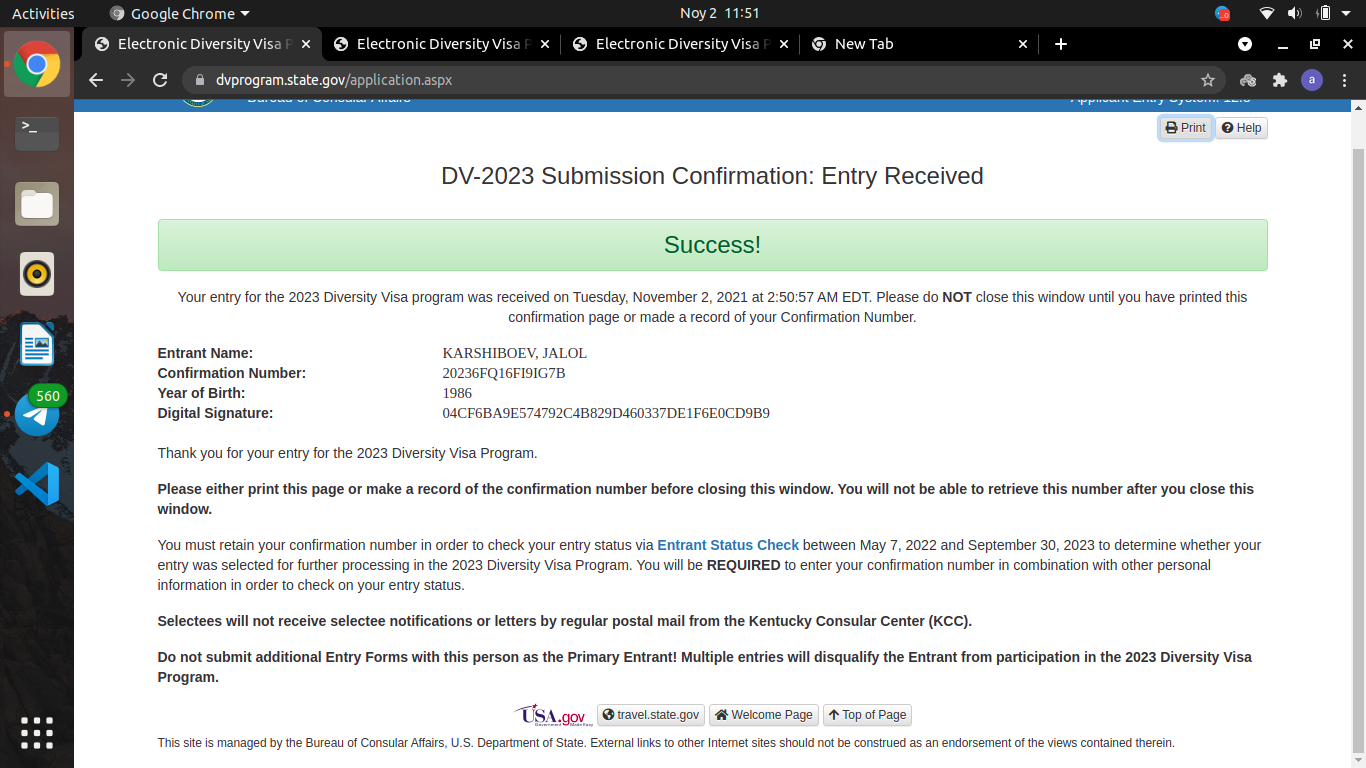 Activities
Google Chrome
Noy 2 11:51
Electronic Diversity Visa P
Electronic Diversity Visa P
Electronic Diversity Visa P
New Tab
dvprogram.state.gov/application.aspx
a
560
Print
Help
DV-2023 Submission Confirmation: Entry Received
Success!
Your entry for the 2023 Diversity Visa program was received on Tuesday, November 2, 2021 at 2:50:57 AM EDT. Please do NOT close this window until you have printed this
confirmation page or made a record of your Confirmation Number.
Entrant Name: KARSHIBOEV, JALOL
Confirmation Number: 20236FQ16FI9IG7B
Year of Birth: 1986
Digital Signature: 04CF6BA9E574792C4B829D460337DE1F6E0CD9B9
Thank you for your entry for the 2023 Diversity Visa Program.
Please either print this page or make a record of the confirmation number before closing this window. You will not be able to retrieve this number after you close this
window.
You must retain your confirmation number in order to check your entry status via Entrant Status Check between May 7, 2022 and September 30, 2023 to determine whether your
entry was selected for further processing in the 2023 Diversity Visa Program. You will be REQUIRED to enter your confirmation number in combination with other personal
information in order to check on your entry status.
Selectees will not receive selectee notifications or letters by regular postal mail from the Kentucky Consular Center (KCC).
Do not submit additional Entry Forms with this person as the Primary Entrant! Multiple entries will disqualify the Entrant from participation in the 2023 Diversity Visa
Program.
USA.gov
Government Made Easy
travel.state.gov
Welcome Page
Top of Page
This site is managed by the Bureau of Consular Affairs, U.S. Department of State. External links to other Internet sites should not be construed as an endorsement of the views contained therein.